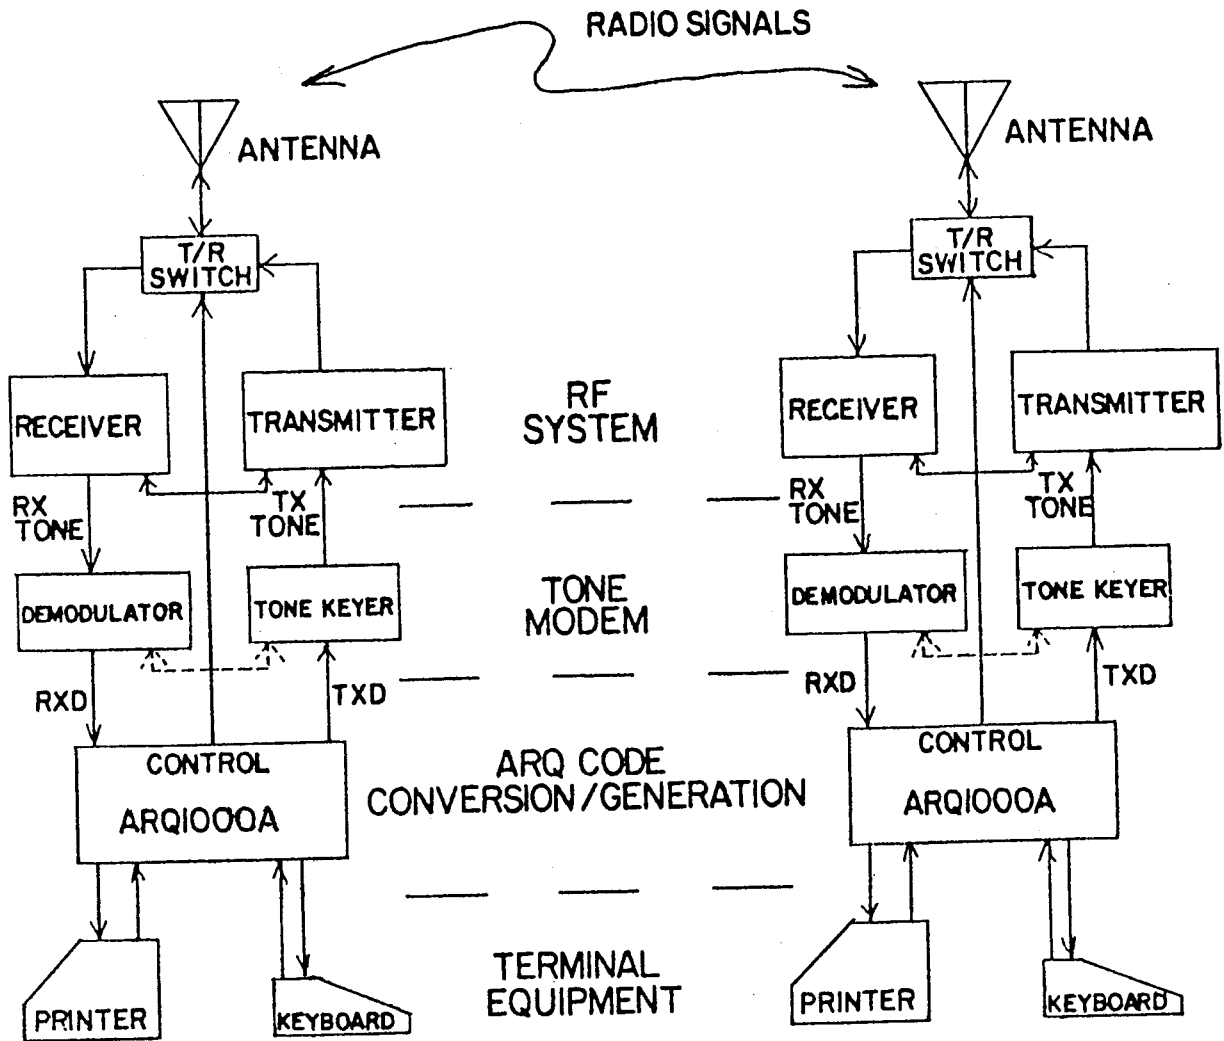 RADIO SIGNALS
ANTENNA
ANTENNA
T/R
SWITCH
T/R
SWITCH
RECEIVER
TRANSMITTER
RF
SYSTEM
RECEIVER
TRANSMITTER
RX
TONE
TX
TONE
RX
TONE
TX
TONE
DEMODULATOR
TONE KEYER
TONE
MODEM
DEMODULATOR
TONE KEYER
RXD
TXD
RXD
TXD
CONTROL
ARQ1000A
ARQ CODE
CONVERSION/GENERATION
CONTROL
ARQ1000A
PRINTER
KEYBOARD
TERMINAL
EQUIPMENT
PRINTER
KEYBOARD